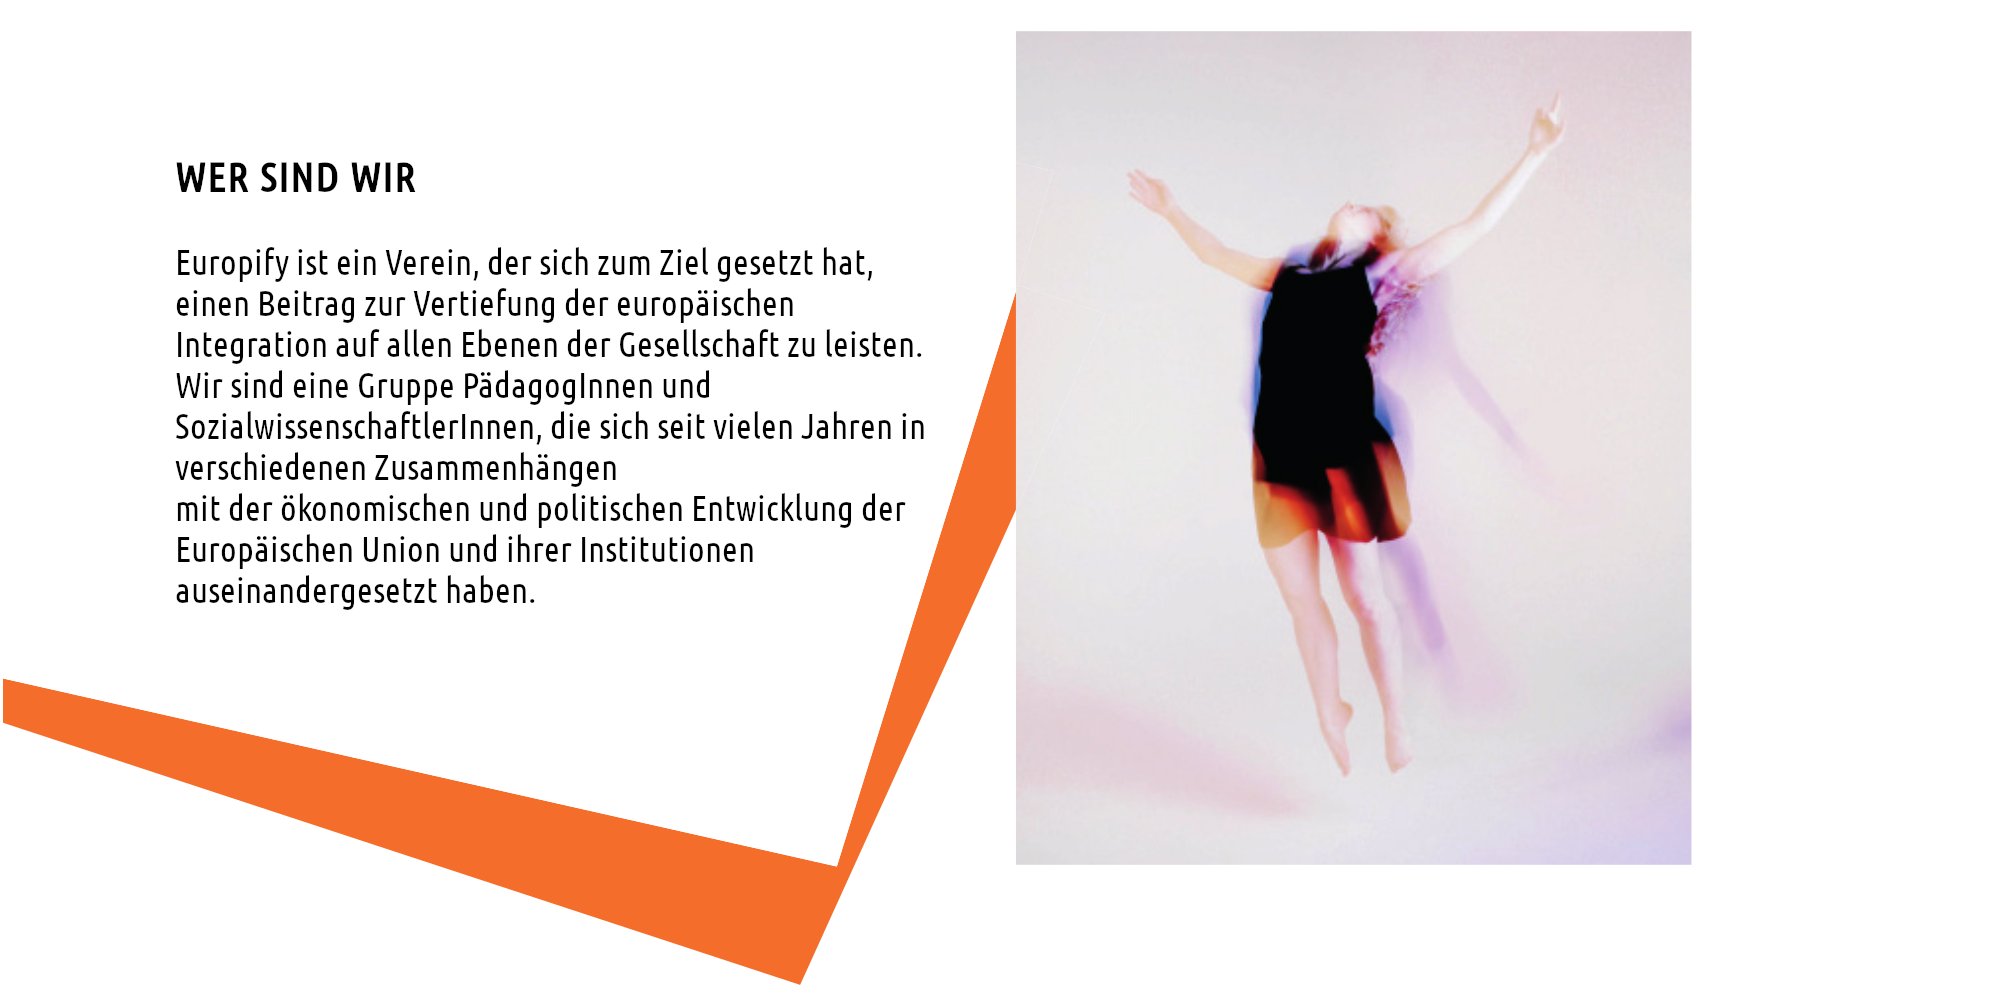 WER SIND WIR
Europify ist ein Verein, der sich zum Ziel gesetzt hat,
einen Beitrag zur Vertiefung der europäischen
Integration auf allen Ebenen der Gesellschaft zu leisten.
Wir sind eine Gruppe PädagogInnen und
SozialwissenschaftlerInnen, die sich seit vielen Jahren in
verschiedenen Zusammenhängen
mit der ökonomischen und politischen Entwicklung der
Europäischen Union und ihrer Institutionen
auseinandergesetzt haben.